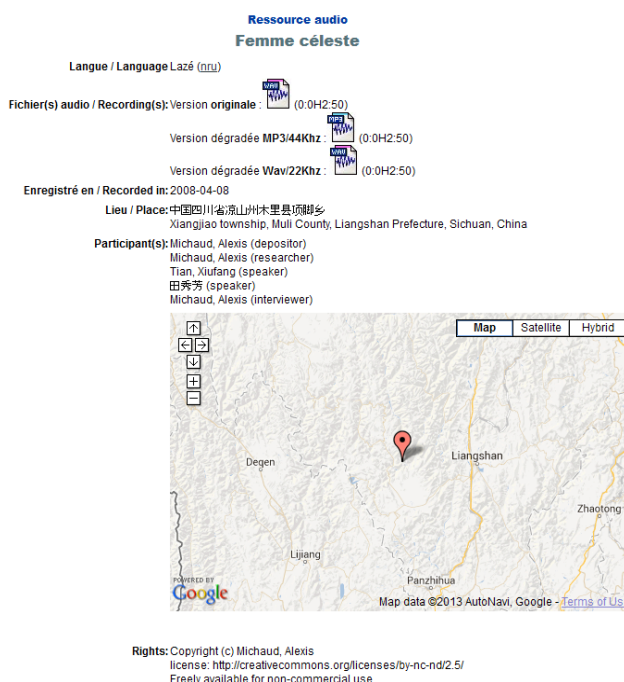 Ressource audio
Femme céleste
Langue / Language Lazé (nru)
Fichier(s) audio / Recording(s): Version originale : WAV (0:0H2:50)
Version dégradée MP3/44Khz : MP3 (0:0H2:50)
Version dégradée Wav/22Khz : WAV (0:0H2:50)
Enregistré en / Recorded in: 2008-04-08
Lieu / Place: 中国四川省凉山州木里县项脚乡
Xiangjiao township, Muli County, Liangshan Prefecture, Sichuan, China
Participant(s): Michaud, Alexis (depositor)
Michaud, Alexis (researcher)
Tian, Xiufang (speaker)
田秀芳 (speaker)
Michaud, Alexis (interviewer)
Map Satellite Hybrid
Liangshan
Deqen
Zhaotong
Lijiang
Panzhihua
POWERED BY
Google
Map data ©2013 AutoNavi, Google - Terms of Us
Rights: Copyright (c) Michaud, Alexis
license: http://creativecommons.org/licenses/by-nc-nd/2.5/
Freely available for non-commercial use